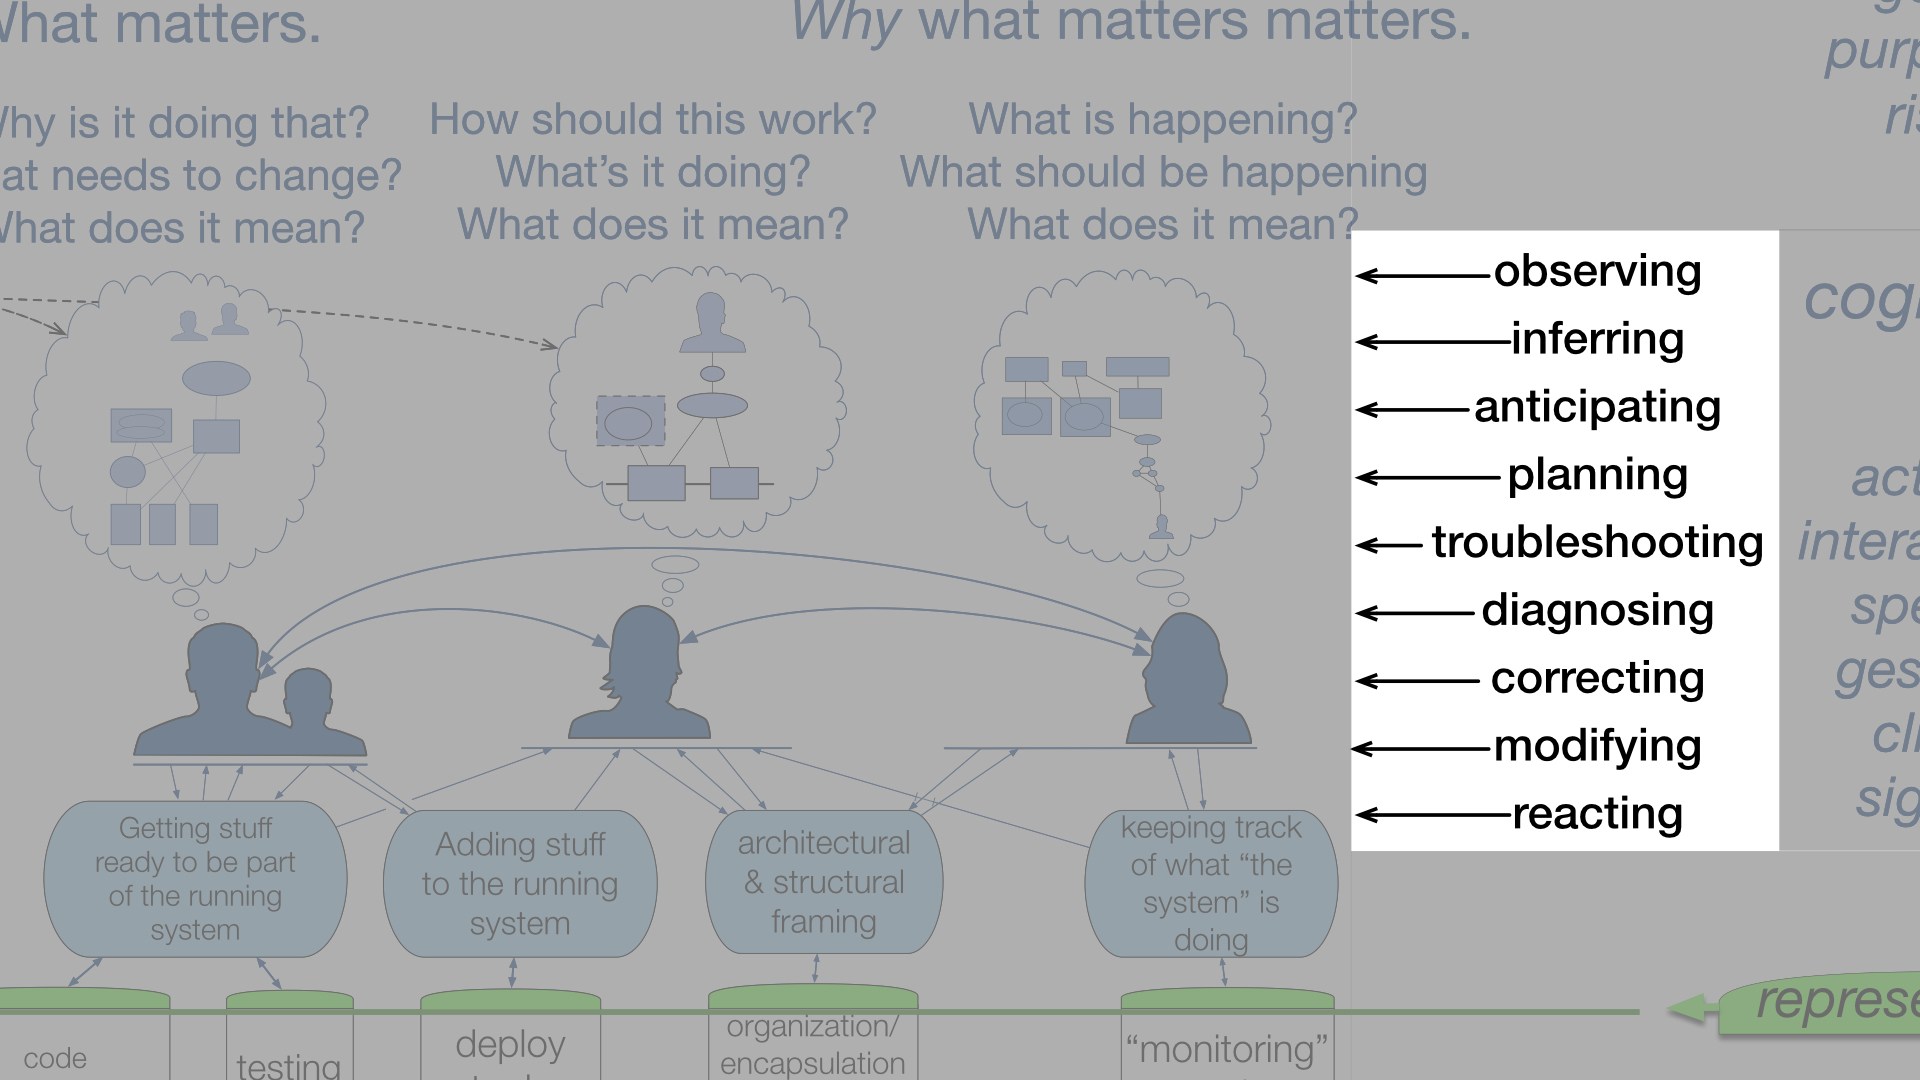 What matters.
Why what matters matters.
purp
ris
Why is it doing that?
at needs to change?
What does it mean?
How should this work?
What's it doing?
What does it mean?
What is happening?
What should be happening
What does it mean?
observing
inferring
anticipating
planning
troubleshooting
diagnosing
correcting
modifying
reacting
cogn
act
intera
spe
ges
cli
sig
Getting stuff
ready to be part
of the running
system
Adding stuff
to the running
system
architectural
& structural
framing
keeping track
of what “the
system” is
doing
code
testing
deploy
organization/
encapsulation
“monitoring”
represe